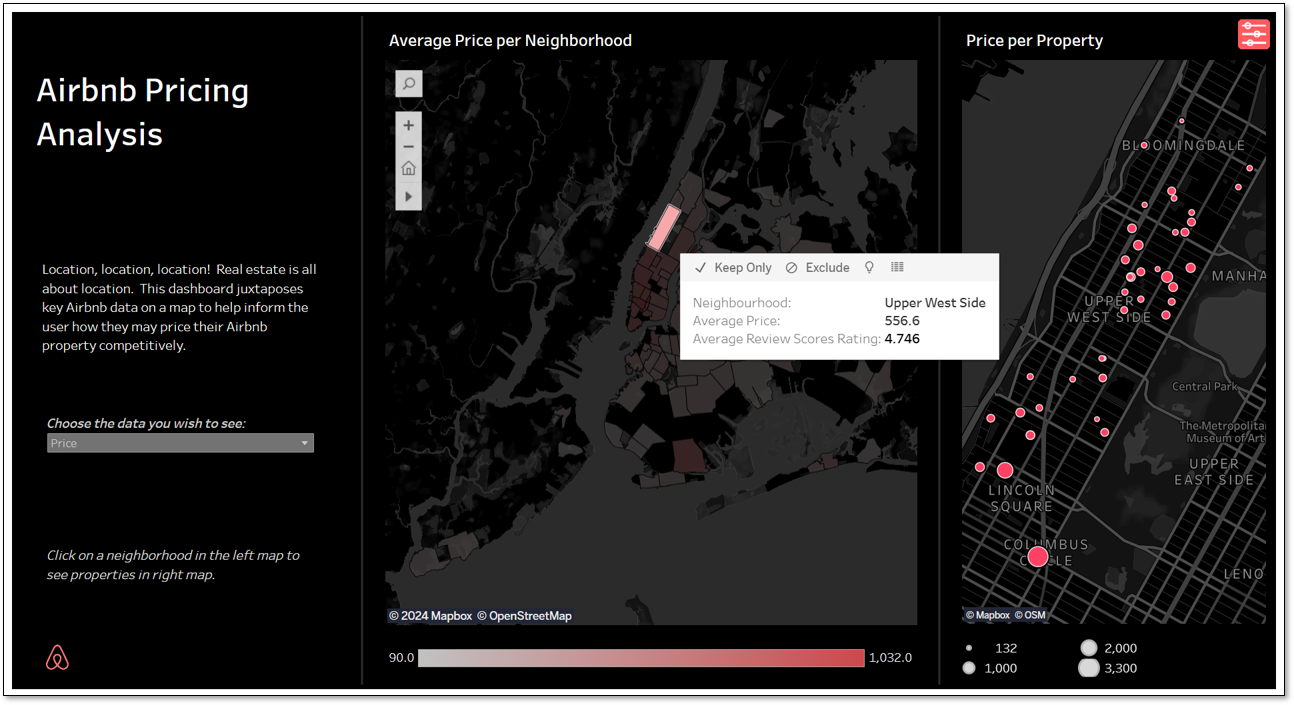 Airbnb Pricing
Analysis
Location, location, location!  Real estate is all
about location.  This dashboard juxtaposes
key Airbnb data on a map to help inform the
user how they may price their Airbnb
property competitively.
Choose the data you wish to see:
Price
Click on a neighborhood in the left map to
see properties in right map.
Average Price per Neighborhood
Keep Only
Exclude
Neighbourhood: Upper West Side
Average Price: 556.6
Average Review Scores Rating: 4.746
© 2024 Mapbox © OpenStreetMap
90.0
1,032.0
Price per Property
BLOOMINGDALE
MANHA
UPPER
WEST SIDE
Central Park
The Metropolitan
Museum of Art
UPPER
EAST SIDE
LINCOLN
SQUARE
COLUMBUS
CIRCLE
LENO
© Mapbox © OSM
132
2,000
1,000
3,300